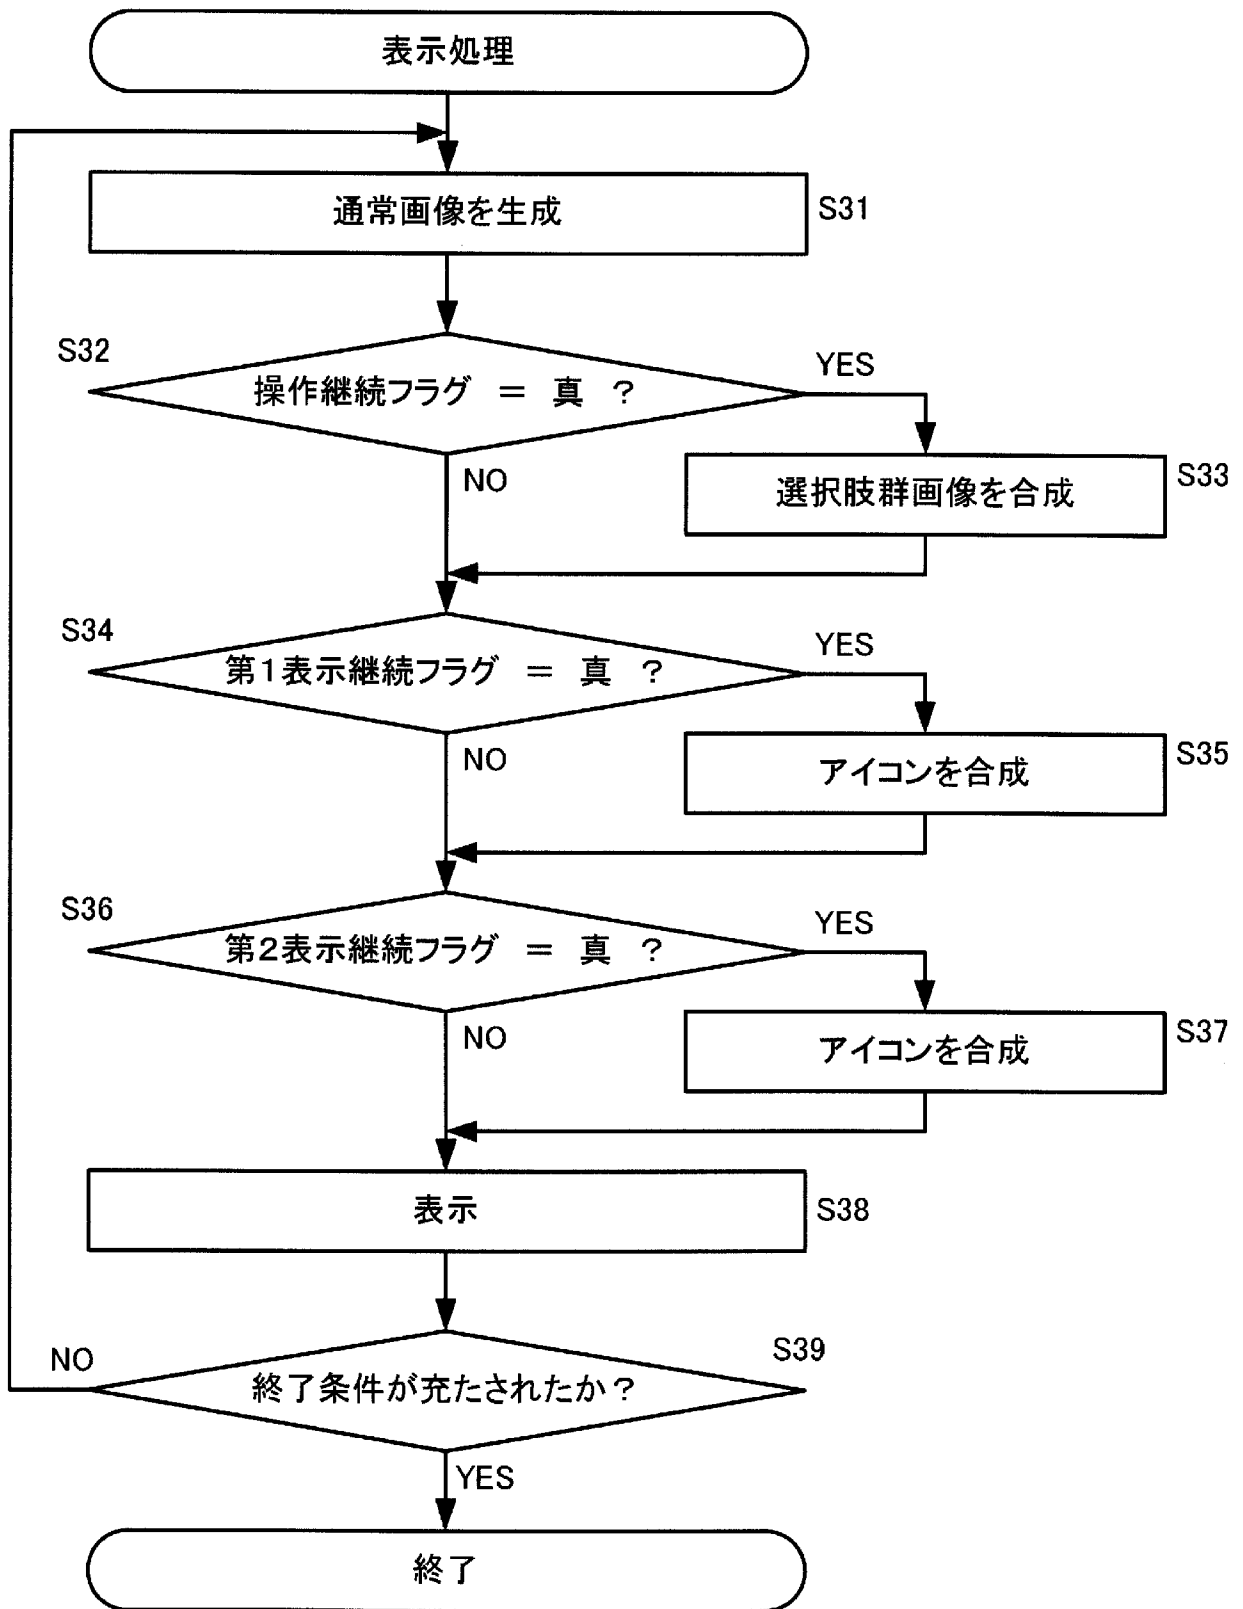 表示処理
通常画像を生成
S31
S32
操作継続フラグ = 真 ?
YES
NO
選択肢群画像を合成
S33
S34
第1表示継続フラグ = 真 ?
YES
NO
アイコンを合成
S35
S36
第2表示継続フラグ = 真 ?
YES
NO
アイコンを合成
S37
表示
S38
NO
終了条件が充たされたか?
S39
YES
終了